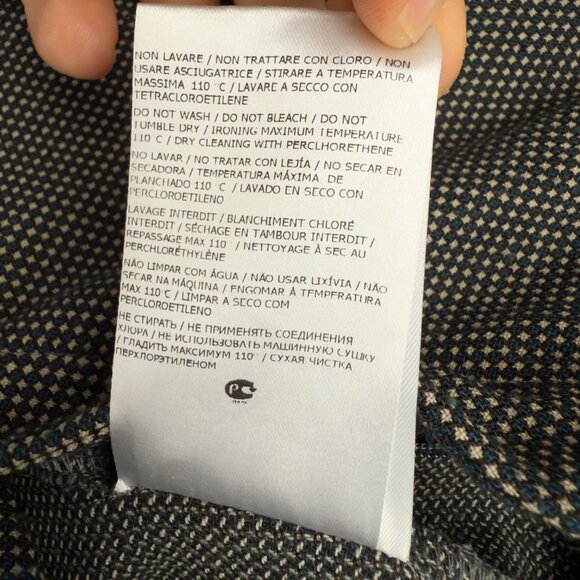 NON LAVARE / NON TRATTARE CON CLORO / NON
USARE ASCIUGATRICE / STIRARE A TEMPERATURA
MASSIMA 110°C / LAVARE A SECCO CON
TETRACLOROETILENE
DO NOT WASH / DO NOT BLEACH / DO NOT
TUMBLE DRY / IRONING MAXIMUM TEMPERATURE
110°C / DRY CLEANING WITH PERCLHORETHENE
NO LAVAR / NO TRATAR CON LEJÍA / NO SECAR EN
SECADORA / TEMPERATURA MÁXIMA DE
PLANCHADO 110°C / LAVADO EN SECO CON
PERCLOROETILENO
LAVAGE INTERDIT / BLANCHIMENT CHLORÉ
INTERDIT / SÉCHAGE EN TAMBOUR INTERDIT /
REPASSAGE MAX 110° / NETTOYAGE À SEC AU
PERCHLORÉTHYLÈNE
NÃO LIMPAR COM ÁGUA / NÃO USAR LIXÍVIA / NÃO
SECAR NA MÁQUINA / ENGOMAR À TEMPERATURA
MAX 110°C / LIMPAR A SECO COM
PERCLOROETILENO
НЕ СТИРАТЬ / НЕ ПРИМЕНЯТЬ СОЕДИНЕНИЯ
ХЛОРА / НЕ ИСПОЛЬЗОВАТЬ МАШИННУЮ СУШКУ
/ ГЛАДИТЬ МАКСИМУМ 110° / СУХАЯ ЧИСТКА
ПЕРХЛОРЭТИЛЕНОМ